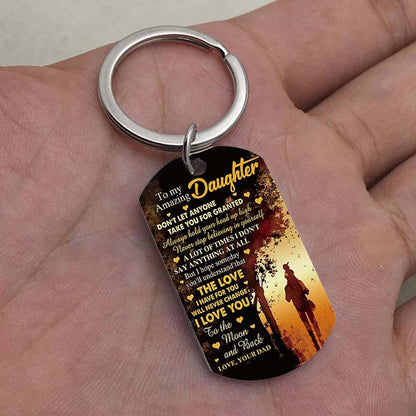 To my
Amazing Daughter
DON'T LET ANYONE
TAKE YOU FOR GRANTED
Always hold your head up high
Never stop believing in yourself
A LOT OF TIMES I DON'T
SAY ANYTHING AT ALL
But I hope someday
you'll understand that
THE LOVE
I HAVE FOR YOU
WILL NEVER CHANGE
I LOVE YOU
To the
Moon
and Back
LOVE, YOUR DAD